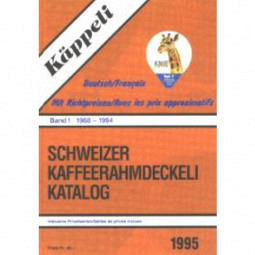 Käppeli
Deutsch/Français
Mit Richtpreisen/Avec les prix approximatifs
Band 1 1968 - 1994
SCHWEIZER
KAFFEERAHMDECKELI
KATALOG
1995